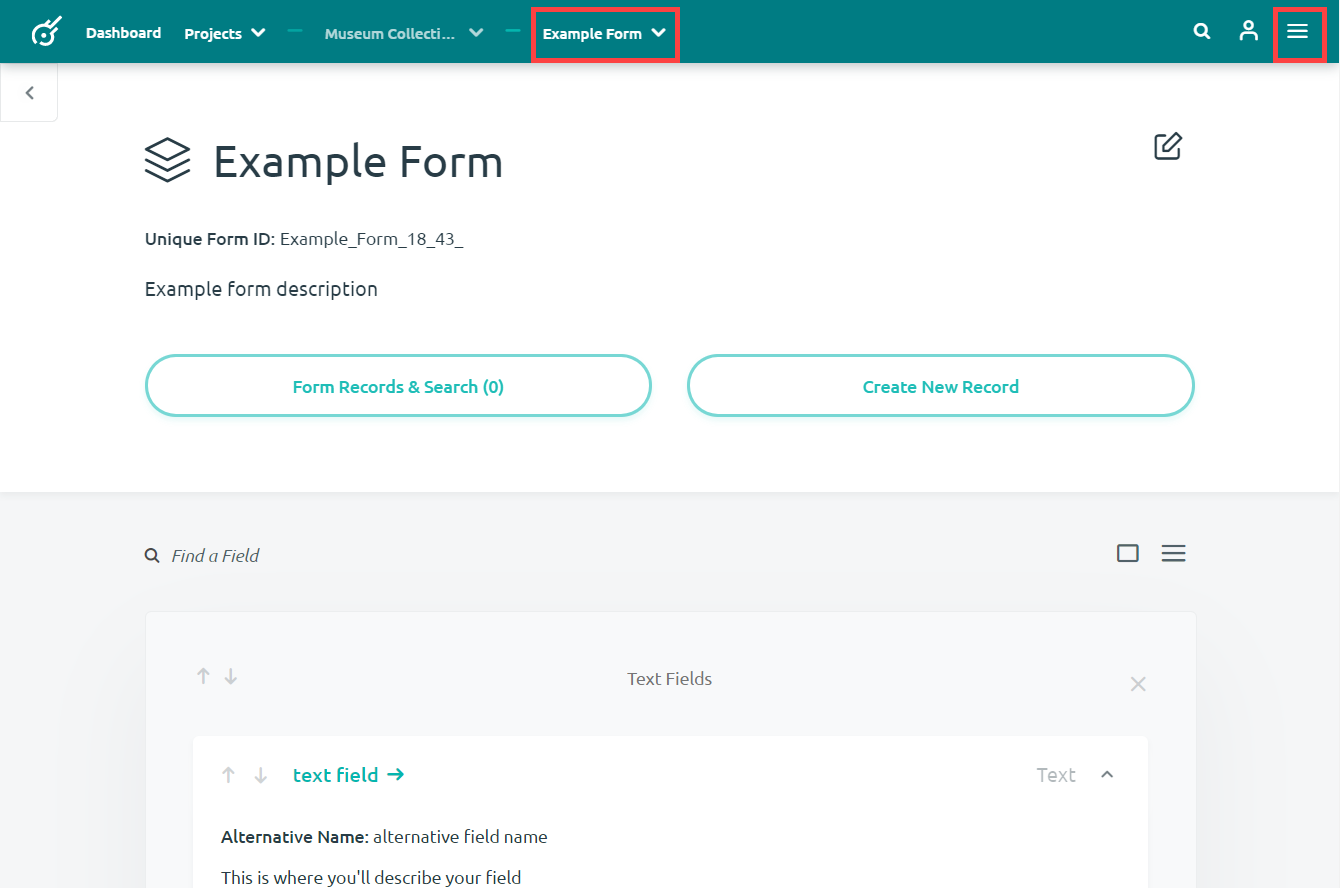 Dashboard Projects Museum Collecti... Example Form
Example Form
Unique Form ID: Example_Form_18_43_
Example form description
Form Records & Search (0) Create New Record
Find a Field
Text Fields
text field Text
Alternative Name: alternative field name
This is where you'll describe your field